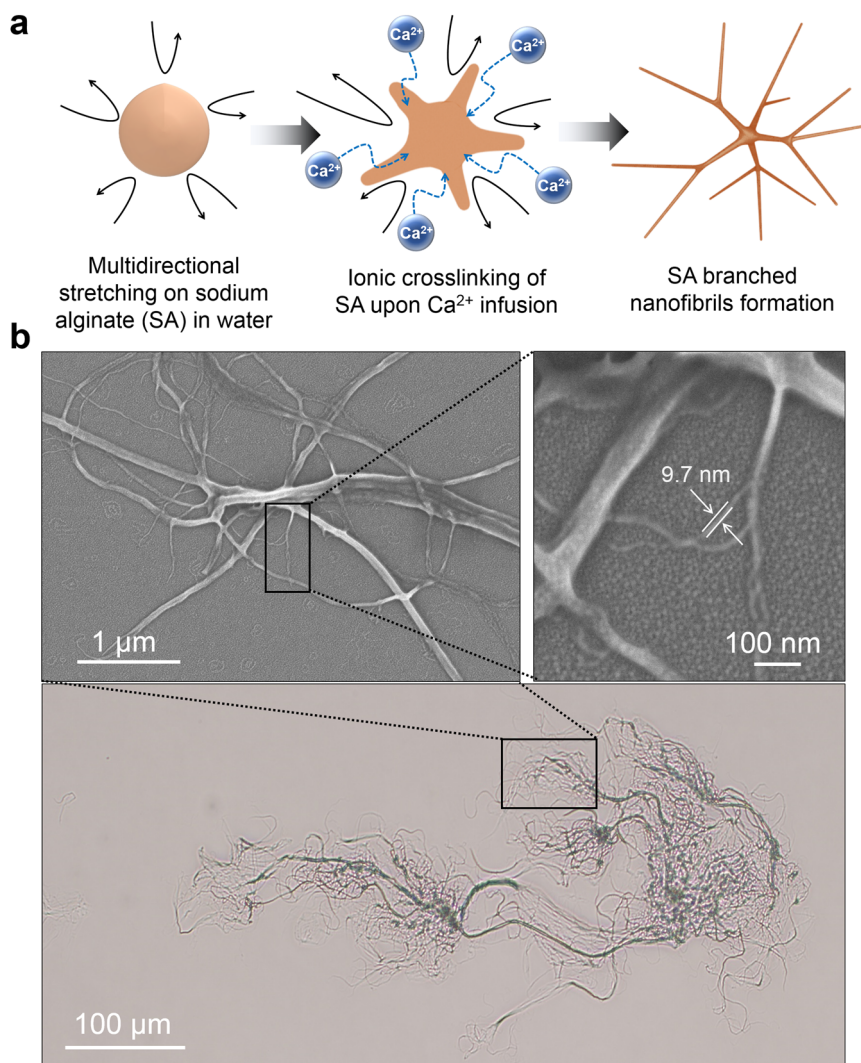 a
Ca²⁺
Ca²⁺
Ca²⁺
Ca²⁺
Ca²⁺
Multidirectional
stretching on sodium
alginate (SA) in water
Ionic crosslinking of
SA upon Ca²⁺ infusion
SA branched
nanofibrils formation
b
9.7 nm
1 µm
100 nm
100 µm